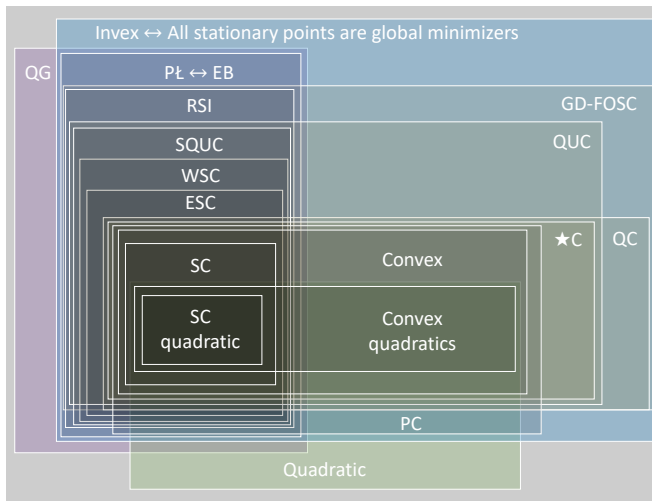 Invex ↔ All stationary points are global minimizers
QG
PŁ ↔ EB
RSI
GD-FOSC
SQUC
QUC
WSC
ESC
★C
QC
SC
Convex
SC
quadratic
Convex
quadratics
PC
Quadratic